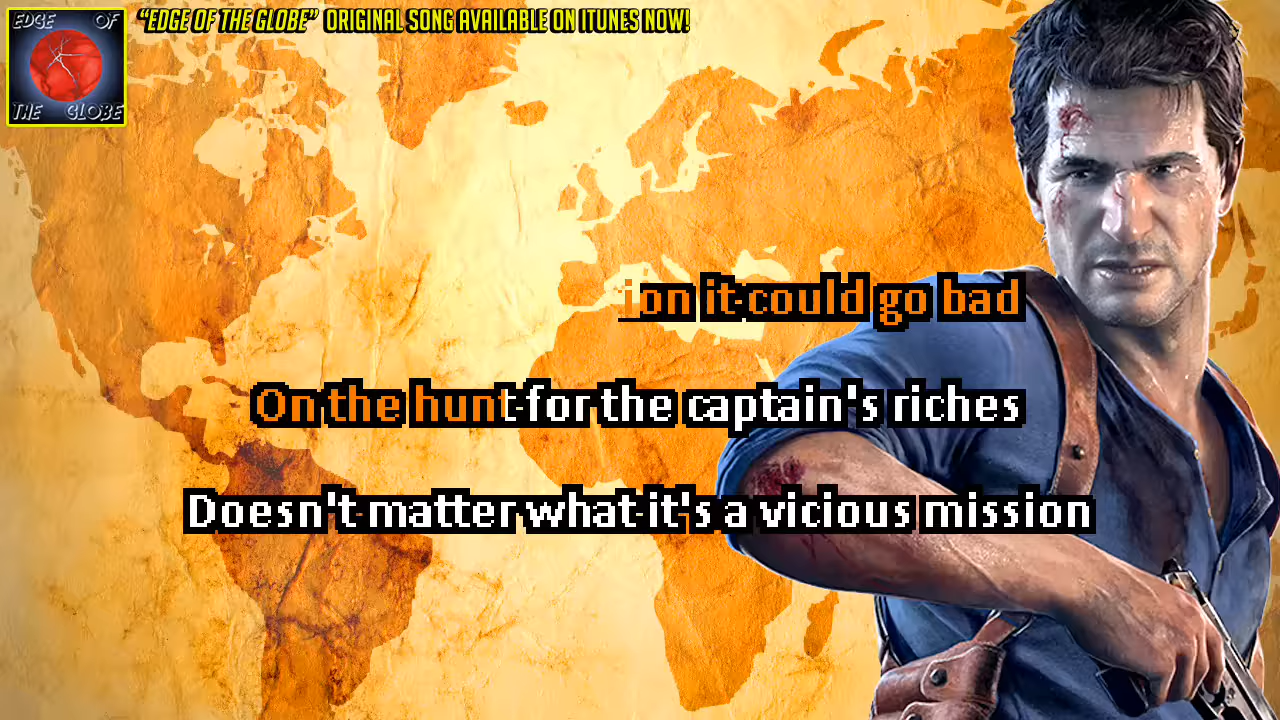 EDGE OF
THE GLOBE
"EDGE OF THE GLOBE" ORIGINAL SONG AVAILABLE ON ITUNES NOW!
on it could go bad
On the hunt for the captain's riches
Doesn't matter what it's a vicious mission